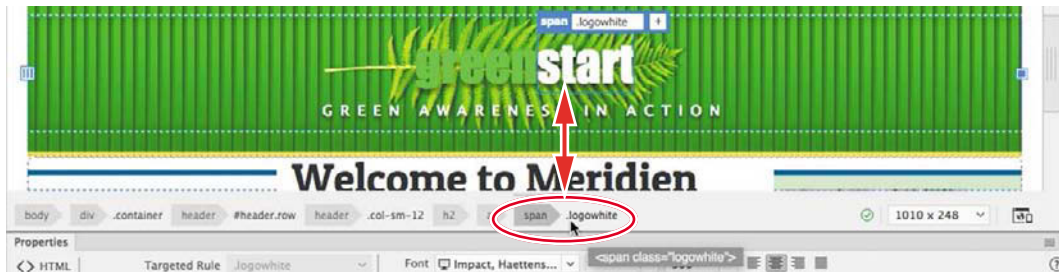 span .logowhite +
greenstart
GREEN AWARENESS IN ACTION
Welcome to Meridien
body div .container header #header.row header .col-sm-12 h2 span .logowhite 1010 x 248
Properties
<> HTML Targeted Rule .logowhite Font Impact, Haettens...
<span class="logowhite">